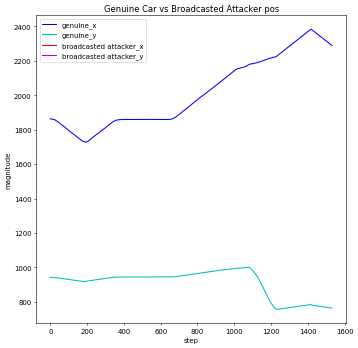 Genuine Car vs Broadcasted Attacker pos
genuine_x
genuine_y
broadcasted attacker_x
broadcasted attacker_y
2400
2200
2000
1800
1600
1400
1200
1000
800
magnitude
0 200 400 600 800 1000 1200 1400 1600
step